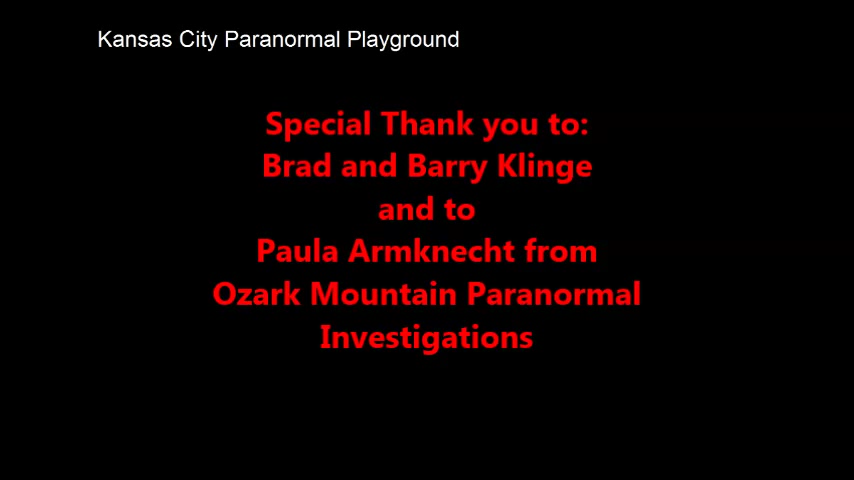 Kansas City Paranormal Playground
Special Thank you to:
Brad and Barry Klinge
and to
Paula Armknecht from
Ozark Mountain Paranormal
Investigations